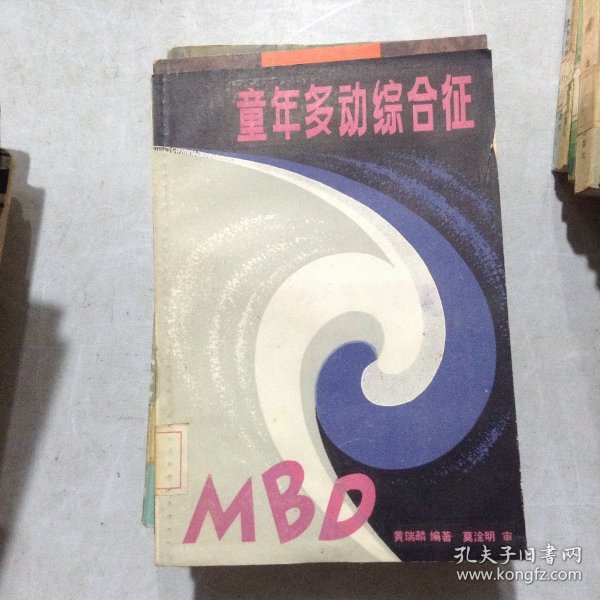 童年多动综合征
MBD
黄瑞麟 编著 莫淦明 审
孔夫子旧书网
www.kongfz.com